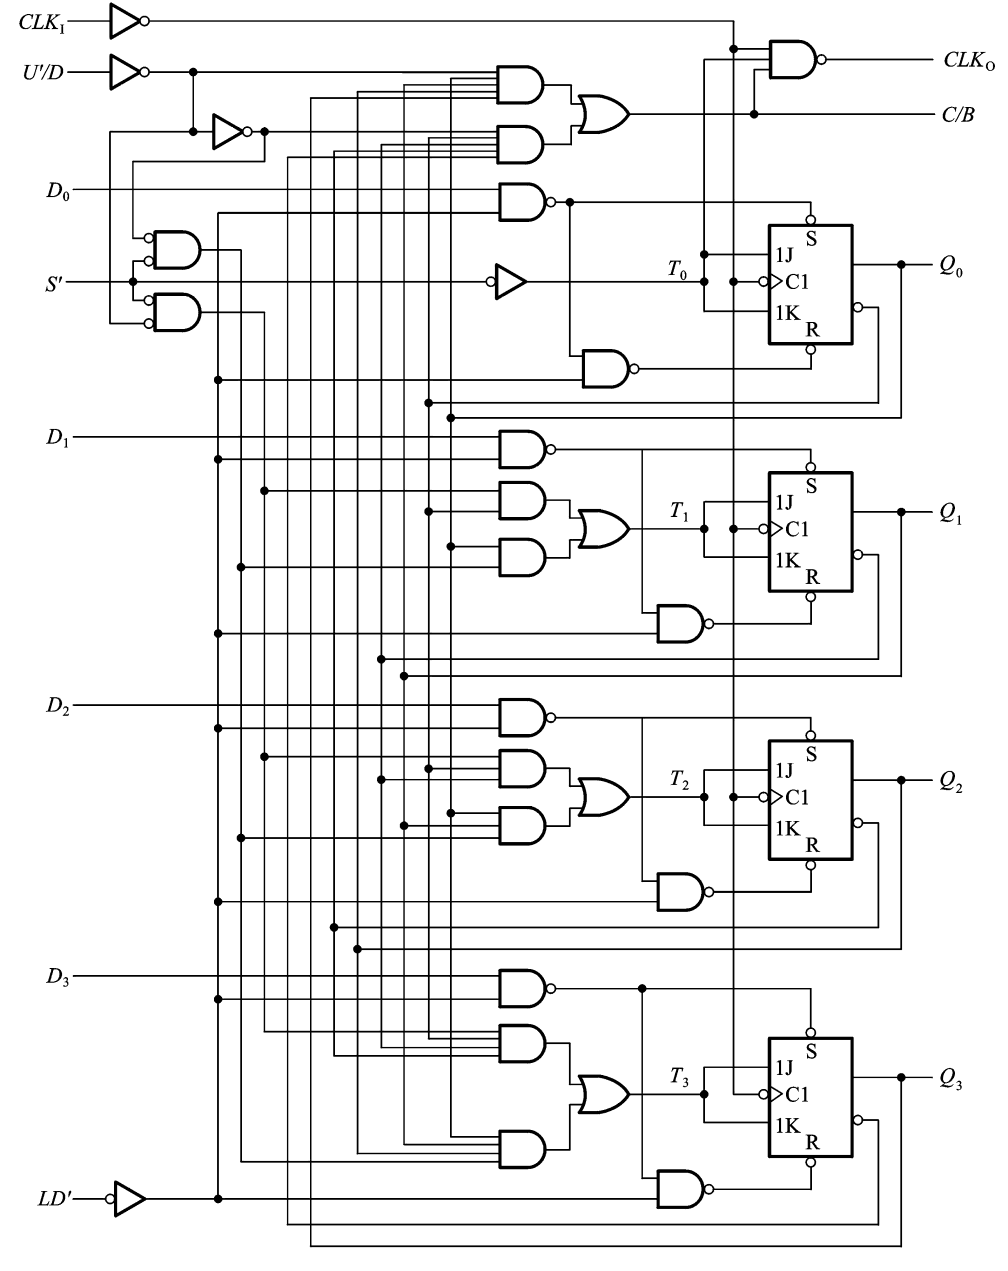 CLK_I
CLK_O
U'/D
C/B
D_0
S
1J
Q_0
S'
T_0
C1
1K
R
D_1
S
1J
Q_1
T_1
C1
1K
R
D_2
S
1J
Q_2
T_2
C1
1K
R
D_3
S
1J
Q_3
T_3
C1
1K
R
LD'